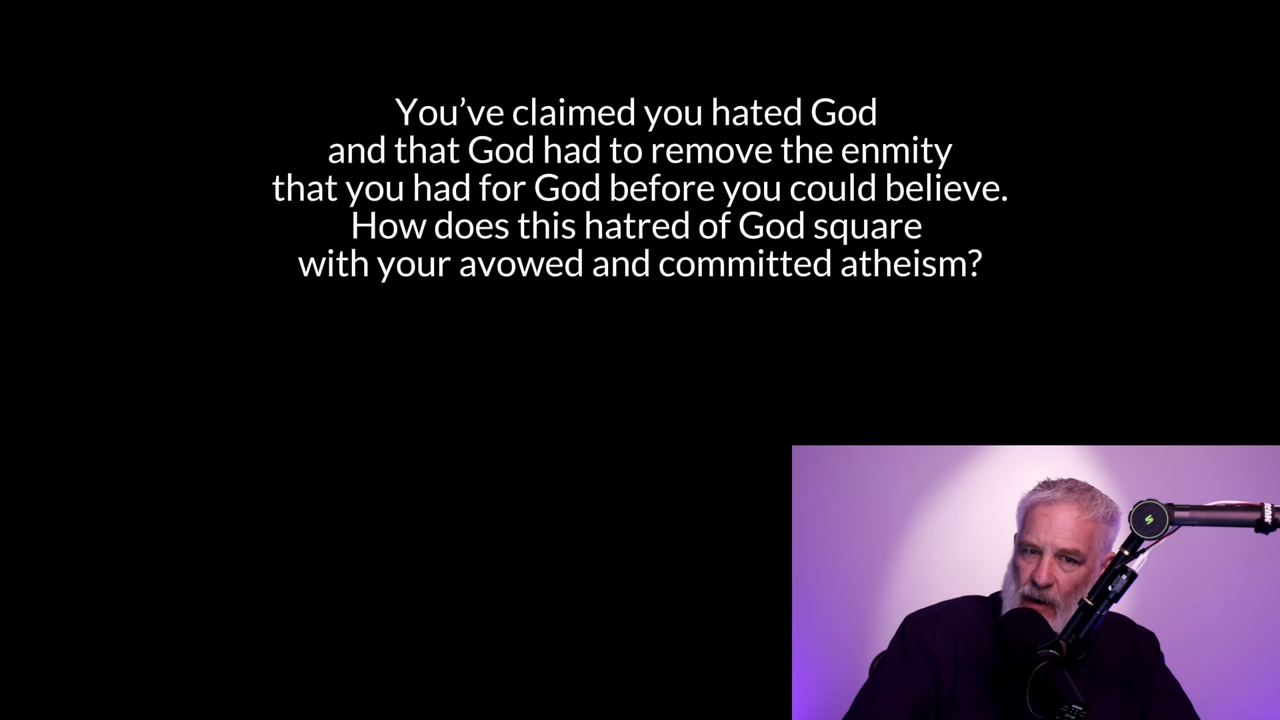 You’ve claimed you hated God
and that God had to remove the enmity
that you had for God before you could believe.
How does this hatred of God square
with your avowed and committed atheism?